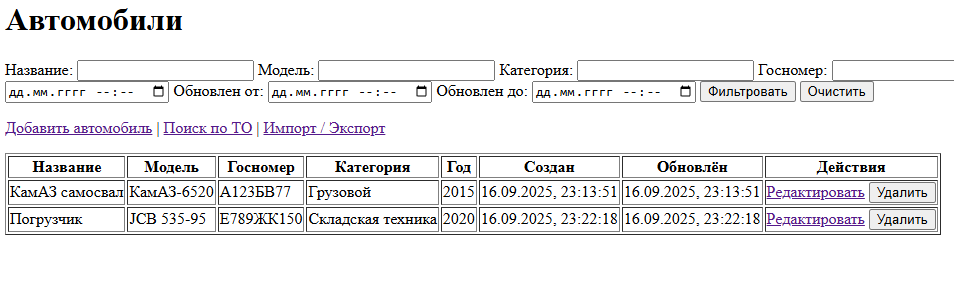 Автомобили
Название: Модель: Категория: Госномер:
дд.мм.гггг --:-- Обновлен от: дд.мм.гггг --:-- Обновлен до: дд.мм.гггг --:-- Фильтровать Очистить
Добавить автомобиль | Поиск по ТО | Импорт / Экспорт
Название Модель Госномер Категория Год Создан Обновлён Действия
КамАЗ самосвал КамАЗ-6520 А123БВ77 Грузовой 2015 16.09.2025, 23:13:51 16.09.2025, 23:13:51 Редактировать Удалить
Погрузчик JCB 535-95 Е789ЖК150 Складская техника 2020 16.09.2025, 23:22:18 16.09.2025, 23:22:18 Редактировать Удалить